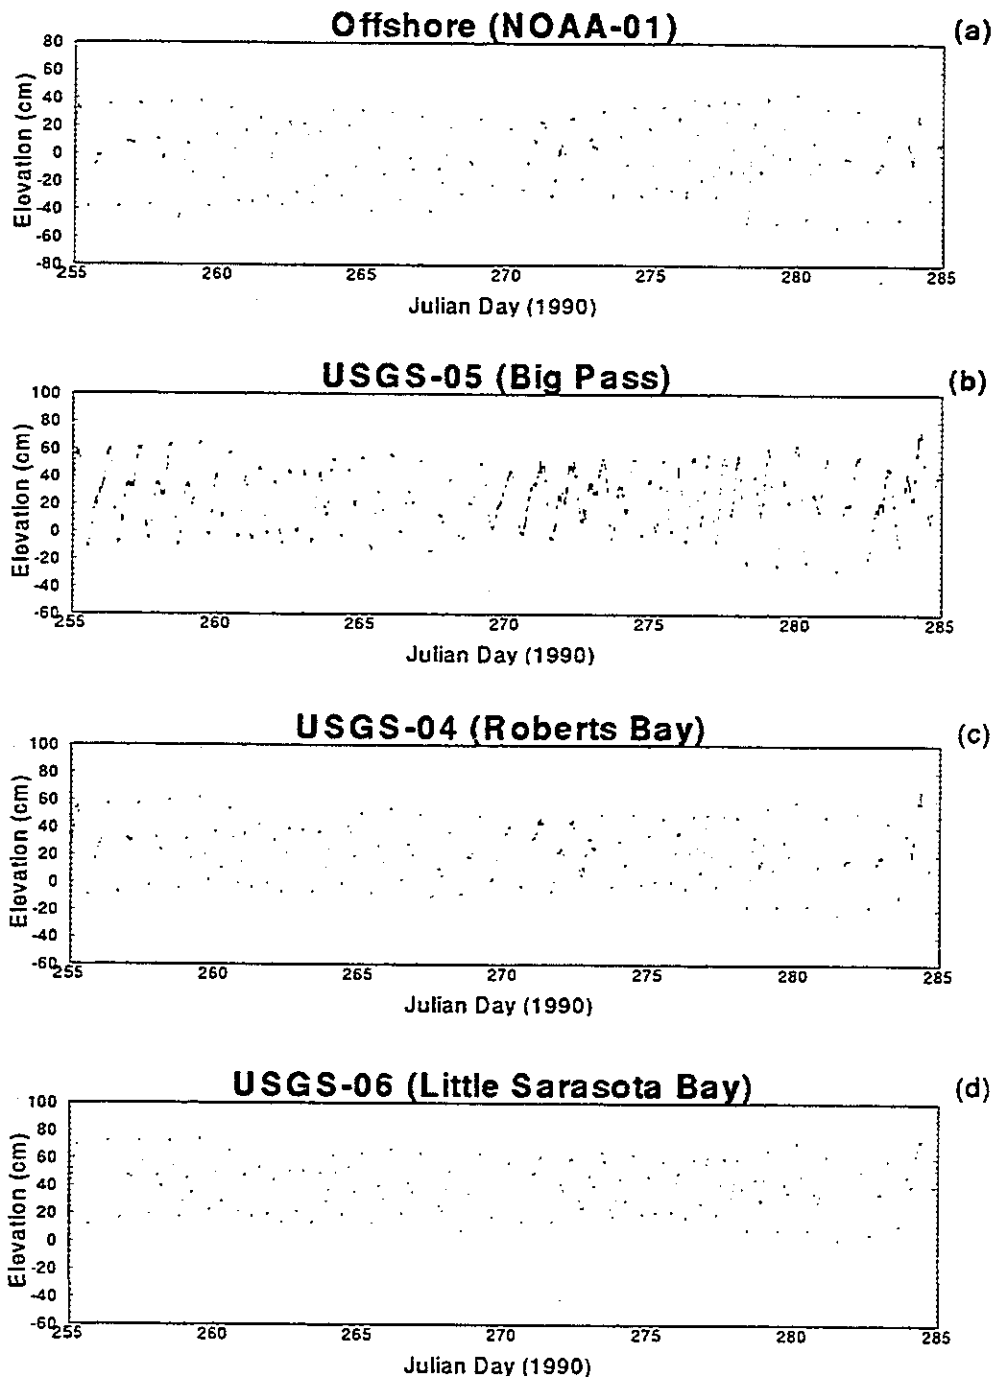 Offshore (NOAA-01)
(a)
80
60
40
20
0
-20
-40
-60
-80
Elevation (cm)
255 260 265 270 275 280 285
Julian Day (1990)
USGS-05 (Big Pass)
(b)
100
80
60
40
20
0
-20
-40
-60
Elevation (cm)
255 260 265 270 275 280 285
Julian Day (1990)
USGS-04 (Roberts Bay)
(c)
100
80
60
40
20
0
-20
-40
-60
Elevation (cm)
255 260 265 270 275 280 285
Julian Day (1990)
USGS-06 (Little Sarasota Bay)
(d)
100
80
60
40
20
0
-20
-40
-60
Elevation (cm)
255 260 265 270 275 280 285
Julian Day (1990)